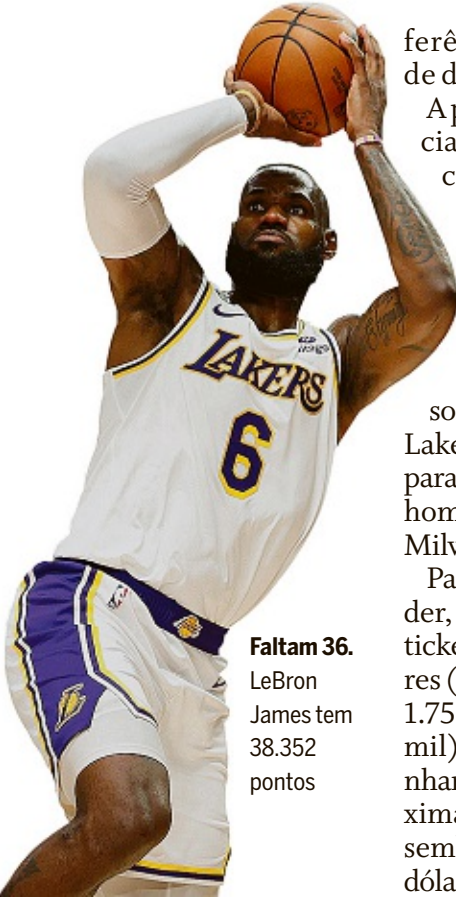 ferê
de d
A p
cia
c
LAKERS
6
so
Lake
para
hom
Milw
Pa
der,
ticke
res (
1.75
mil)
nhar
xima
sem
dóla
Faltam 36.
LeBron
James tem
38.352
pontos